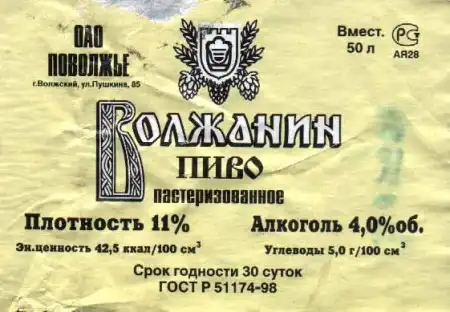 ОАО
ПОВОЛЖЬЕ
г.Волжский, ул.Пушкина, 85
Вмест.
50 л
РС
АЯ28
Волжанин
ПИВО
пастеризованное
Плотность 11%
Алкоголь 4,0%об.
Эн.ценность 42,5 ккал/100 см³
Углеводы 5,0 г/100 см³
Срок годности 30 суток
ГОСТ Р 51174-98